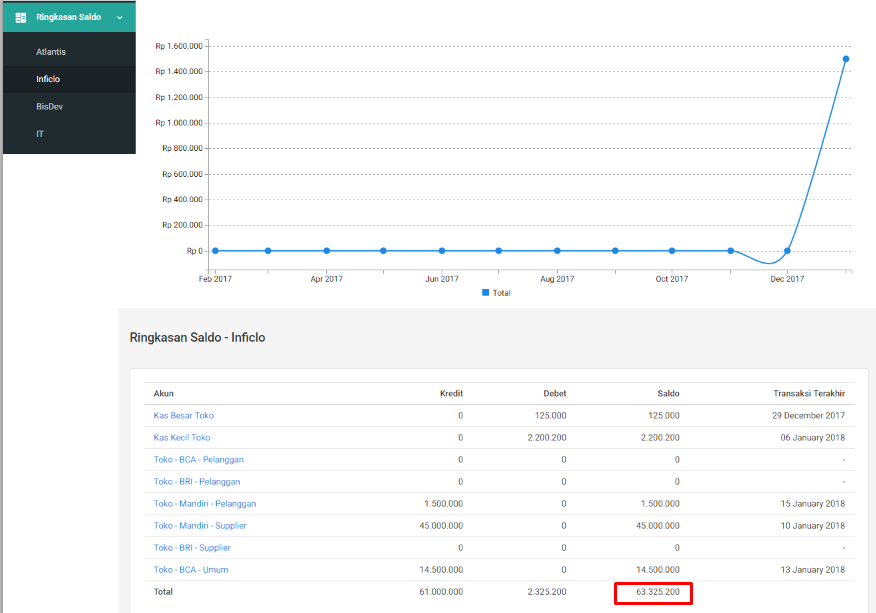 Ringkasan Saldo
Atlantis
Inficlo
BisDev
IT
Rp 1.600.000
Rp 1.400.000
Rp 1.200.000
Rp 1.000.000
Rp 800.000
Rp 600.000
Rp 400.000
Rp 200.000
Rp 0
Feb 2017 Apr 2017 Jun 2017 Aug 2017 Oct 2017 Dec 2017
Total
Ringkasan Saldo - Inficlo
Akun Kredit Debet Saldo Transaksi Terakhir
Kas Besar Toko 0 125.000 125.000 29 December 2017
Kas Kecil Toko 0 2.200.200 2.200.200 06 January 2018
Toko - BCA - Pelanggan 0 0 0 -
Toko - BRI - Pelanggan 0 0 0 -
Toko - Mandiri - Pelanggan 1.500.000 0 1.500.000 15 January 2018
Toko - Mandiri - Supplier 45.000.000 0 45.000.000 10 January 2018
Toko - BRI - Supplier 0 0 0 -
Toko - BCA - Umum 14.500.000 0 14.500.000 13 January 2018
Total 61.000.000 2.325.200 63.325.200